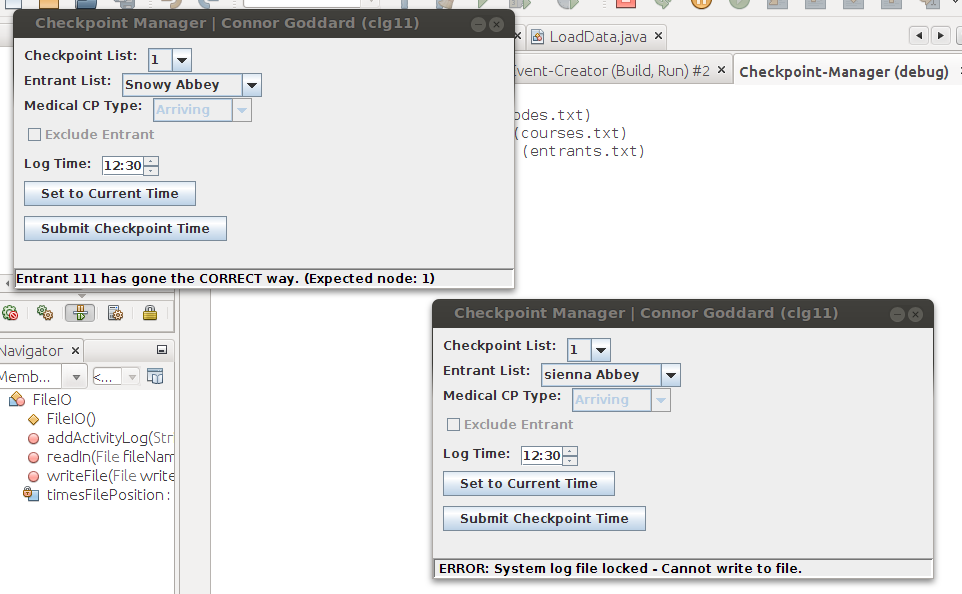 Checkpoint Manager | Connor Goddard (clg11)
Checkpoint List: 1
Entrant List: Snowy Abbey
Medical CP Type: Arriving
Exclude Entrant
Log Time: 12:30
Set to Current Time
Submit Checkpoint Time
Entrant 111 has gone the CORRECT way. (Expected node: 1)
LoadData.java
Event-Creator (Build, Run) #2
Checkpoint-Manager (debug)
odes.txt)
(courses.txt)
(entrants.txt)
Navigator
Memb...
<...
FileIO
FileIO()
addActivityLog(Str
readIn(File fileNam
writeFile(File write
timesFilePosition :
Checkpoint Manager | Connor Goddard (clg11)
Checkpoint List: 1
Entrant List: sienna Abbey
Medical CP Type: Arriving
Exclude Entrant
Log Time: 12:30
Set to Current Time
Submit Checkpoint Time
ERROR: System log file locked - Cannot write to file.